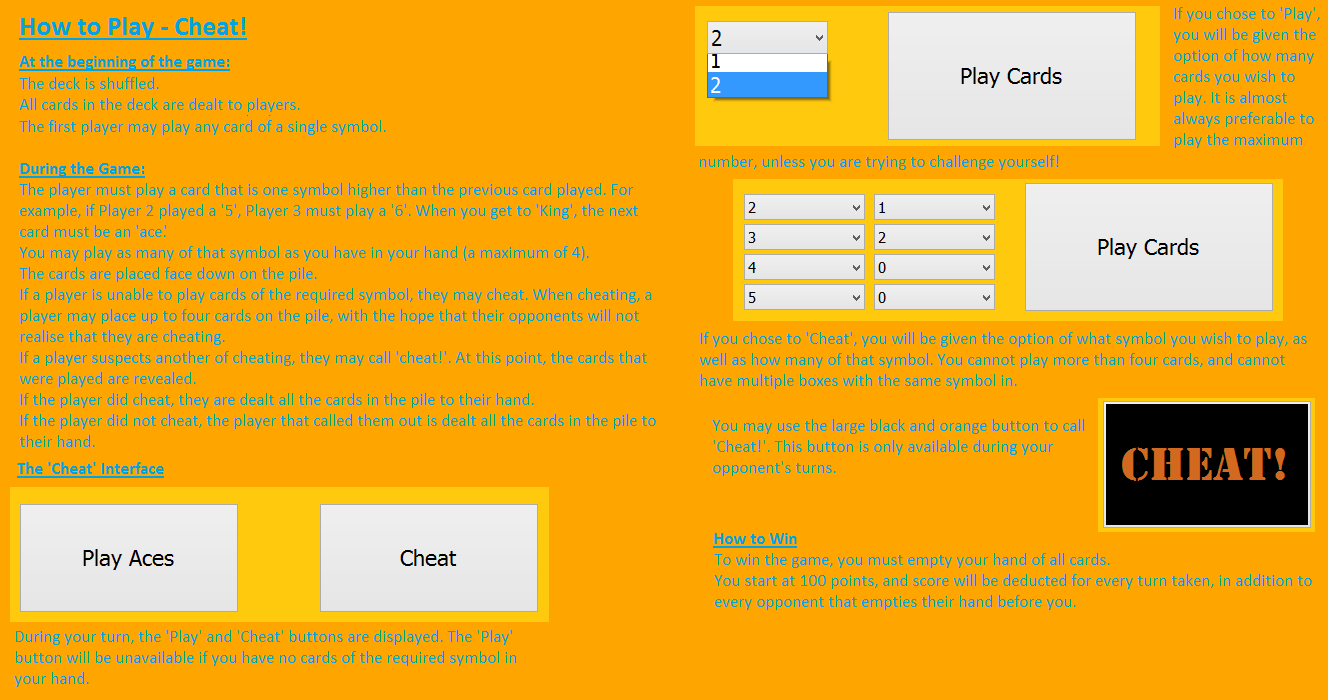 How to Play - Cheat!
At the beginning of the game:
The deck is shuffled.
All cards in the deck are dealt to players.
The first player may play any card of a single symbol.
During the Game:
The player must play a card that is one symbol higher than the previous card played. For
example, if Player 2 played a '5', Player 3 must play a '6'. When you get to 'King', the next
card must be an 'ace.'
You may play as many of that symbol as you have in your hand (a maximum of 4).
The cards are placed face down on the pile.
If a player is unable to play cards of the required symbol, they may cheat. When cheating, a
player may place up to four cards on the pile, with the hope that their opponents will not
realise that they are cheating.
If a player suspects another of cheating, they may call 'cheat!'. At this point, the cards that
were played are revealed.
If the player did cheat, they are dealt all the cards in the pile to their hand.
If the player did not cheat, the player that called them out is dealt all the cards in the pile to
their hand.
The 'Cheat' Interface
Play Aces
Cheat
During your turn, the 'Play' and 'Cheat' buttons are displayed. The 'Play'
button will be unavailable if you have no cards of the required symbol in
your hand.
2
1
2
Play Cards
If you chose to 'Play',
you will be given the
option of how many
cards you wish to
play. It is almost
always preferable to
play the maximum
number, unless you are trying to challenge yourself!
2 1
3 2
4 0
5 0
Play Cards
If you chose to 'Cheat', you will be given the option of what symbol you wish to play, as
well as how many of that symbol. You cannot play more than four cards, and cannot
have multiple boxes with the same symbol in.
You may use the large black and orange button to call
'Cheat!'. This button is only available during your
opponent's turns.
CHEAT!
How to Win
To win the game, you must empty your hand of all cards.
You start at 100 points, and score will be deducted for every turn taken, in addition to
every opponent that empties their hand before you.